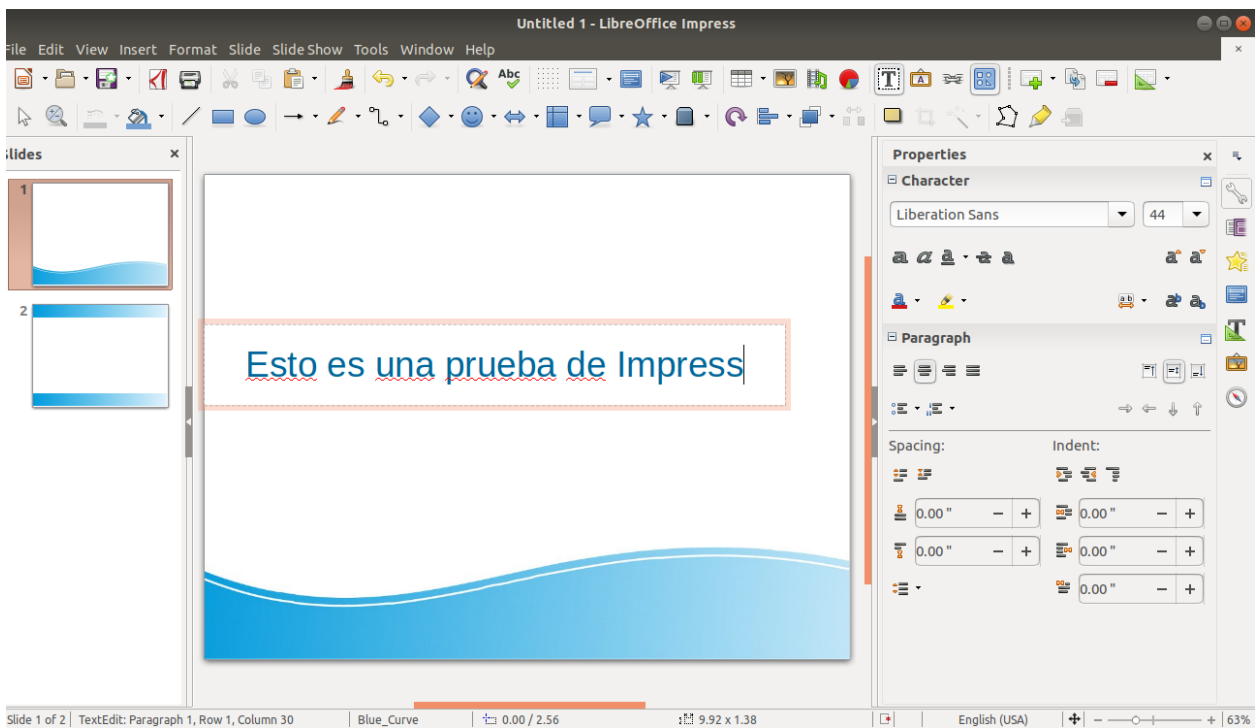 Untitled 1 - LibreOffice Impress
File Edit View Insert Format Slide Slide Show Tools Window Help
Abc
Slides
Properties
1
Character
Liberation Sans 44
2
Esto es una prueba de Impress
Paragraph
Spacing: Indent:
0.00 " 0.00 "
0.00 " 0.00 "
0.00 "
Slide 1 of 2 TextEdit: Paragraph 1, Row 1, Column 30 Blue_Curve 0.00 / 2.56 9.92 x 1.38 English (USA) 63%